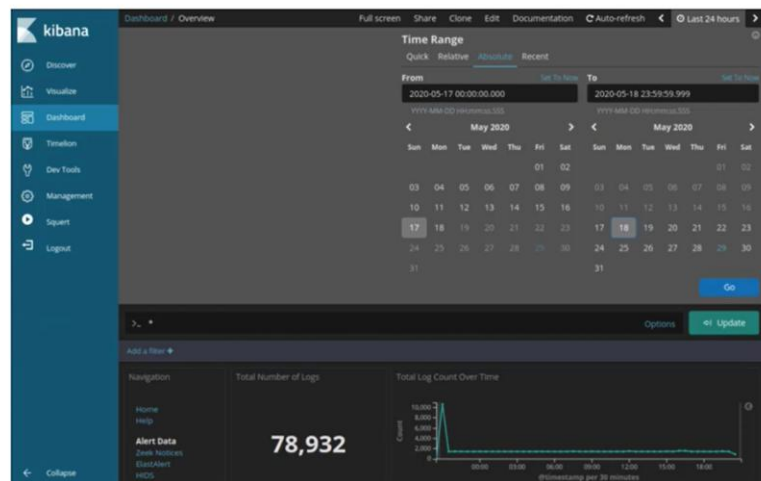 kibana
Discover
Visualize
Dashboard
Timelion
Dev Tools
Management
Squert
Logout
Collapse
Dashboard / Overview
Full screen Share Clone Edit Documentation Auto-refresh Last 24 hours
Time Range
Quick Relative Absolute Recent
From Set To Now
2020-05-17 00:00:00.000
YYYY-MM-DD HH:mm:ss.SSS
May 2020
Sun Mon Tue Wed Thu Fri Sat
01 02
03 04 05 06 07 08 09
10 11 12 13 14 15 16
17 18 19 20 21 22 23
24 25 26 27 28 29 30
31
To Set To Now
2020-05-18 23:59:59.999
YYYY-MM-DD HH:mm:ss.SSS
May 2020
Sun Mon Tue Wed Thu Fri Sat
01 02
03 04 05 06 07 08 09
10 11 12 13 14 15 16
17 18 19 20 21 22 23
24 25 26 27 28 29 30
31
Go
>_ *
Options
Update
Add a filter +
Navigation
Home
Help
Alert Data
Zeek Notices
ElastAlert
HIDS
Total Number of Logs
78,932
Total Log Count Over Time
Count
10,000
8,000
6,000
4,000
2,000
0
00:00 03:00 06:00 09:00 12:00 15:00 18:00
@timestamp per 30 minutes